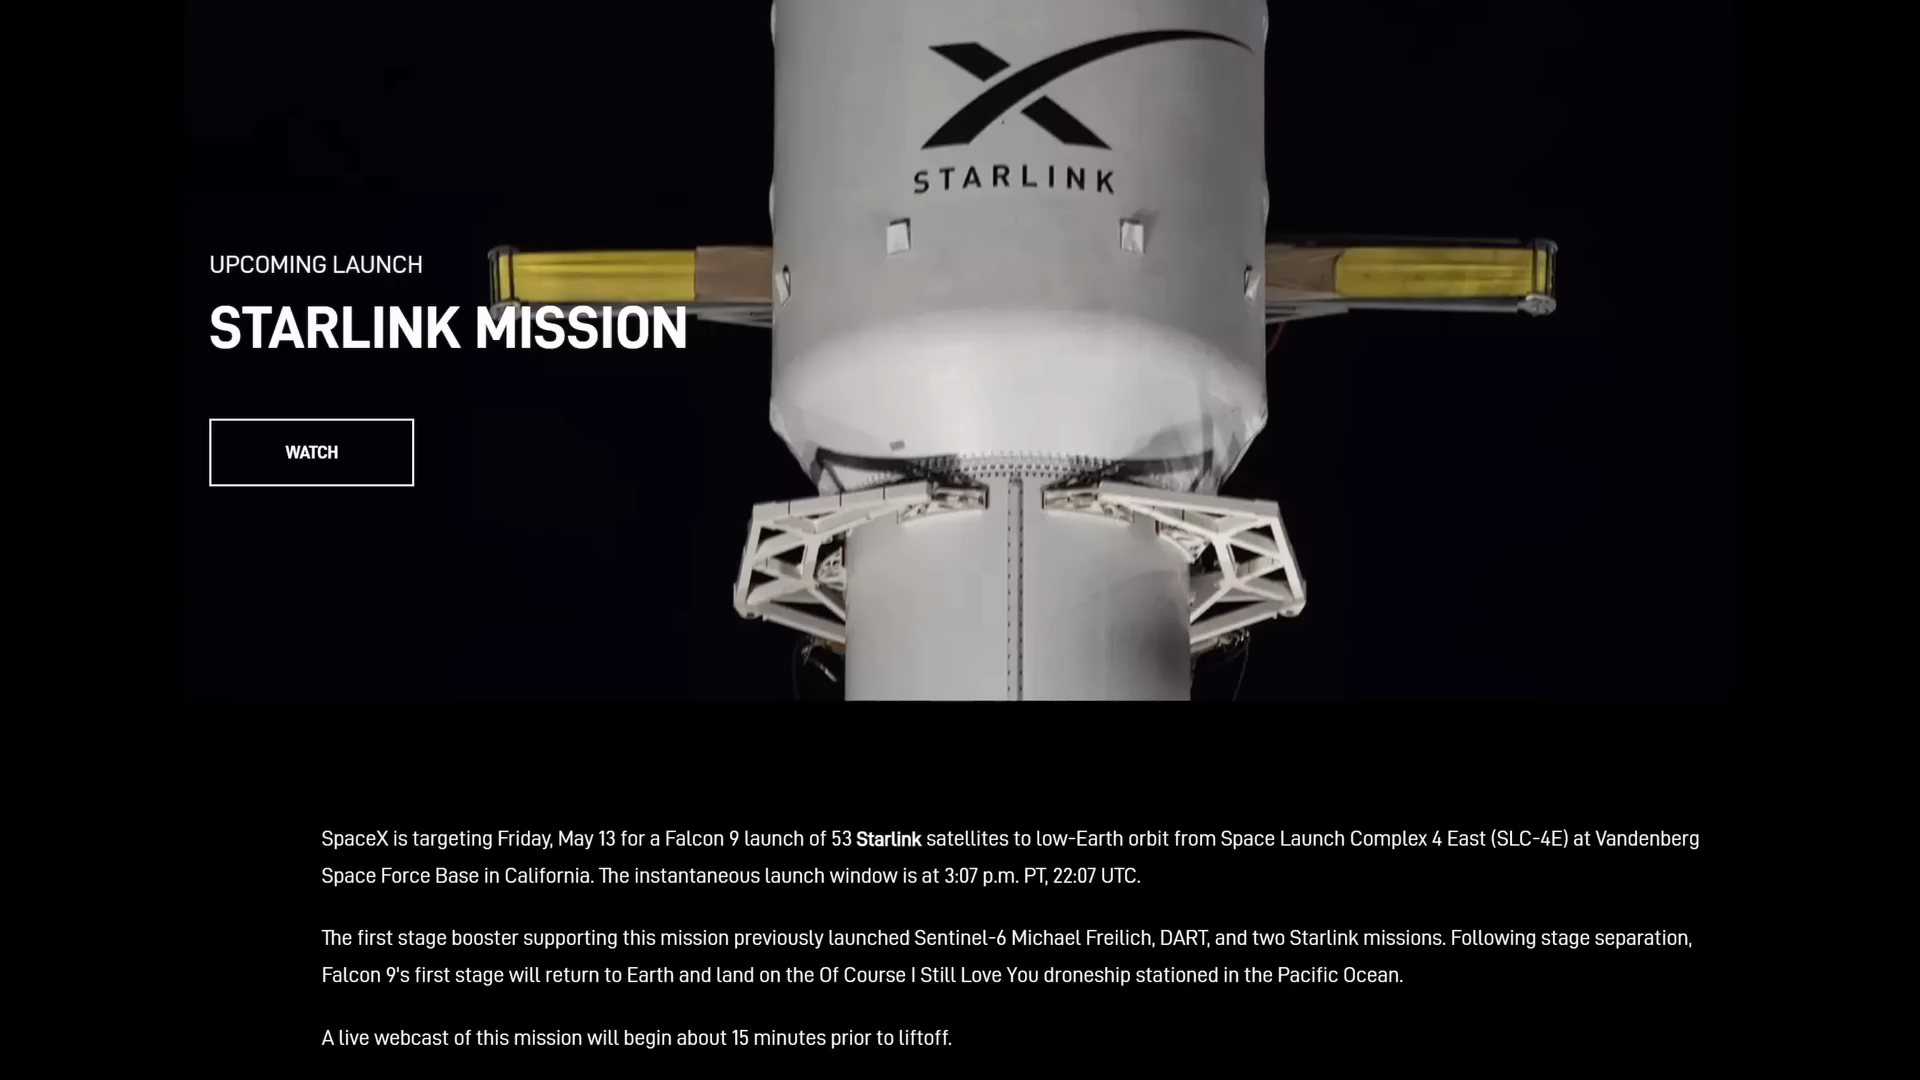 STARLINK
UPCOMING LAUNCH
STARLINK MISSION
WATCH
SpaceX is targeting Friday, May 13 for a Falcon 9 launch of 53 Starlink satellites to low-Earth orbit from Space Launch Complex 4 East (SLC-4E) at Vandenberg
Space Force Base in California. The instantaneous launch window is at 3:07 p.m. PT, 22:07 UTC.
The first stage booster supporting this mission previously launched Sentinel-6 Michael Freilich, DART, and two Starlink missions. Following stage separation,
Falcon 9's first stage will return to Earth and land on the Of Course I Still Love You droneship stationed in the Pacific Ocean.
A live webcast of this mission will begin about 15 minutes prior to liftoff.